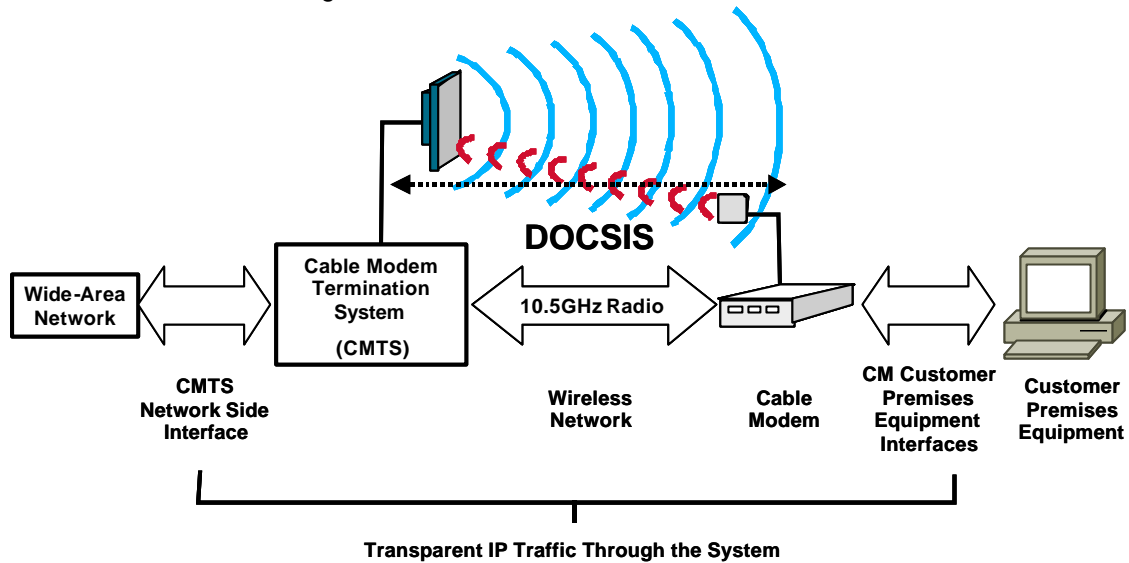 DOCSIS
Wide-Area
Network
Cable Modem
Termination
System
(CMTS)
10.5GHz Radio
CMTS
Network Side
Interface
Wireless
Network
Cable
Modem
CM Customer
Premises
Equipment
Interfaces
Customer
Premises
Equipment
Transparent IP Traffic Through the System